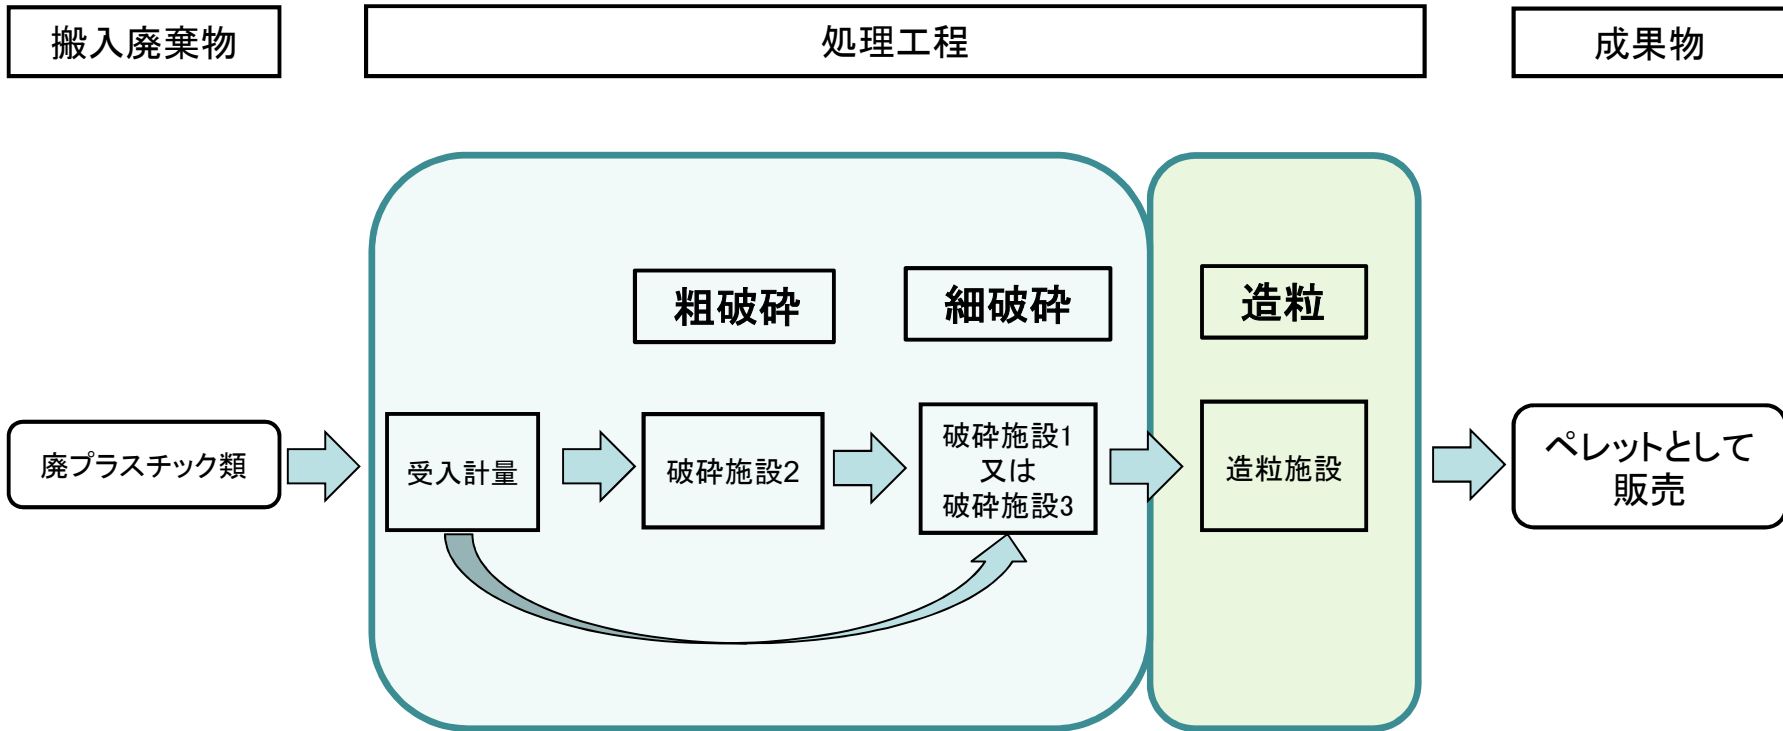 搬入廃棄物
処理工程
成果物
粗破砕
細破砕
造粒
廃プラスチック類
受入計量
破砕施設2
破砕施設1
又は
破砕施設3
造粒施設
ペレットとして
販売